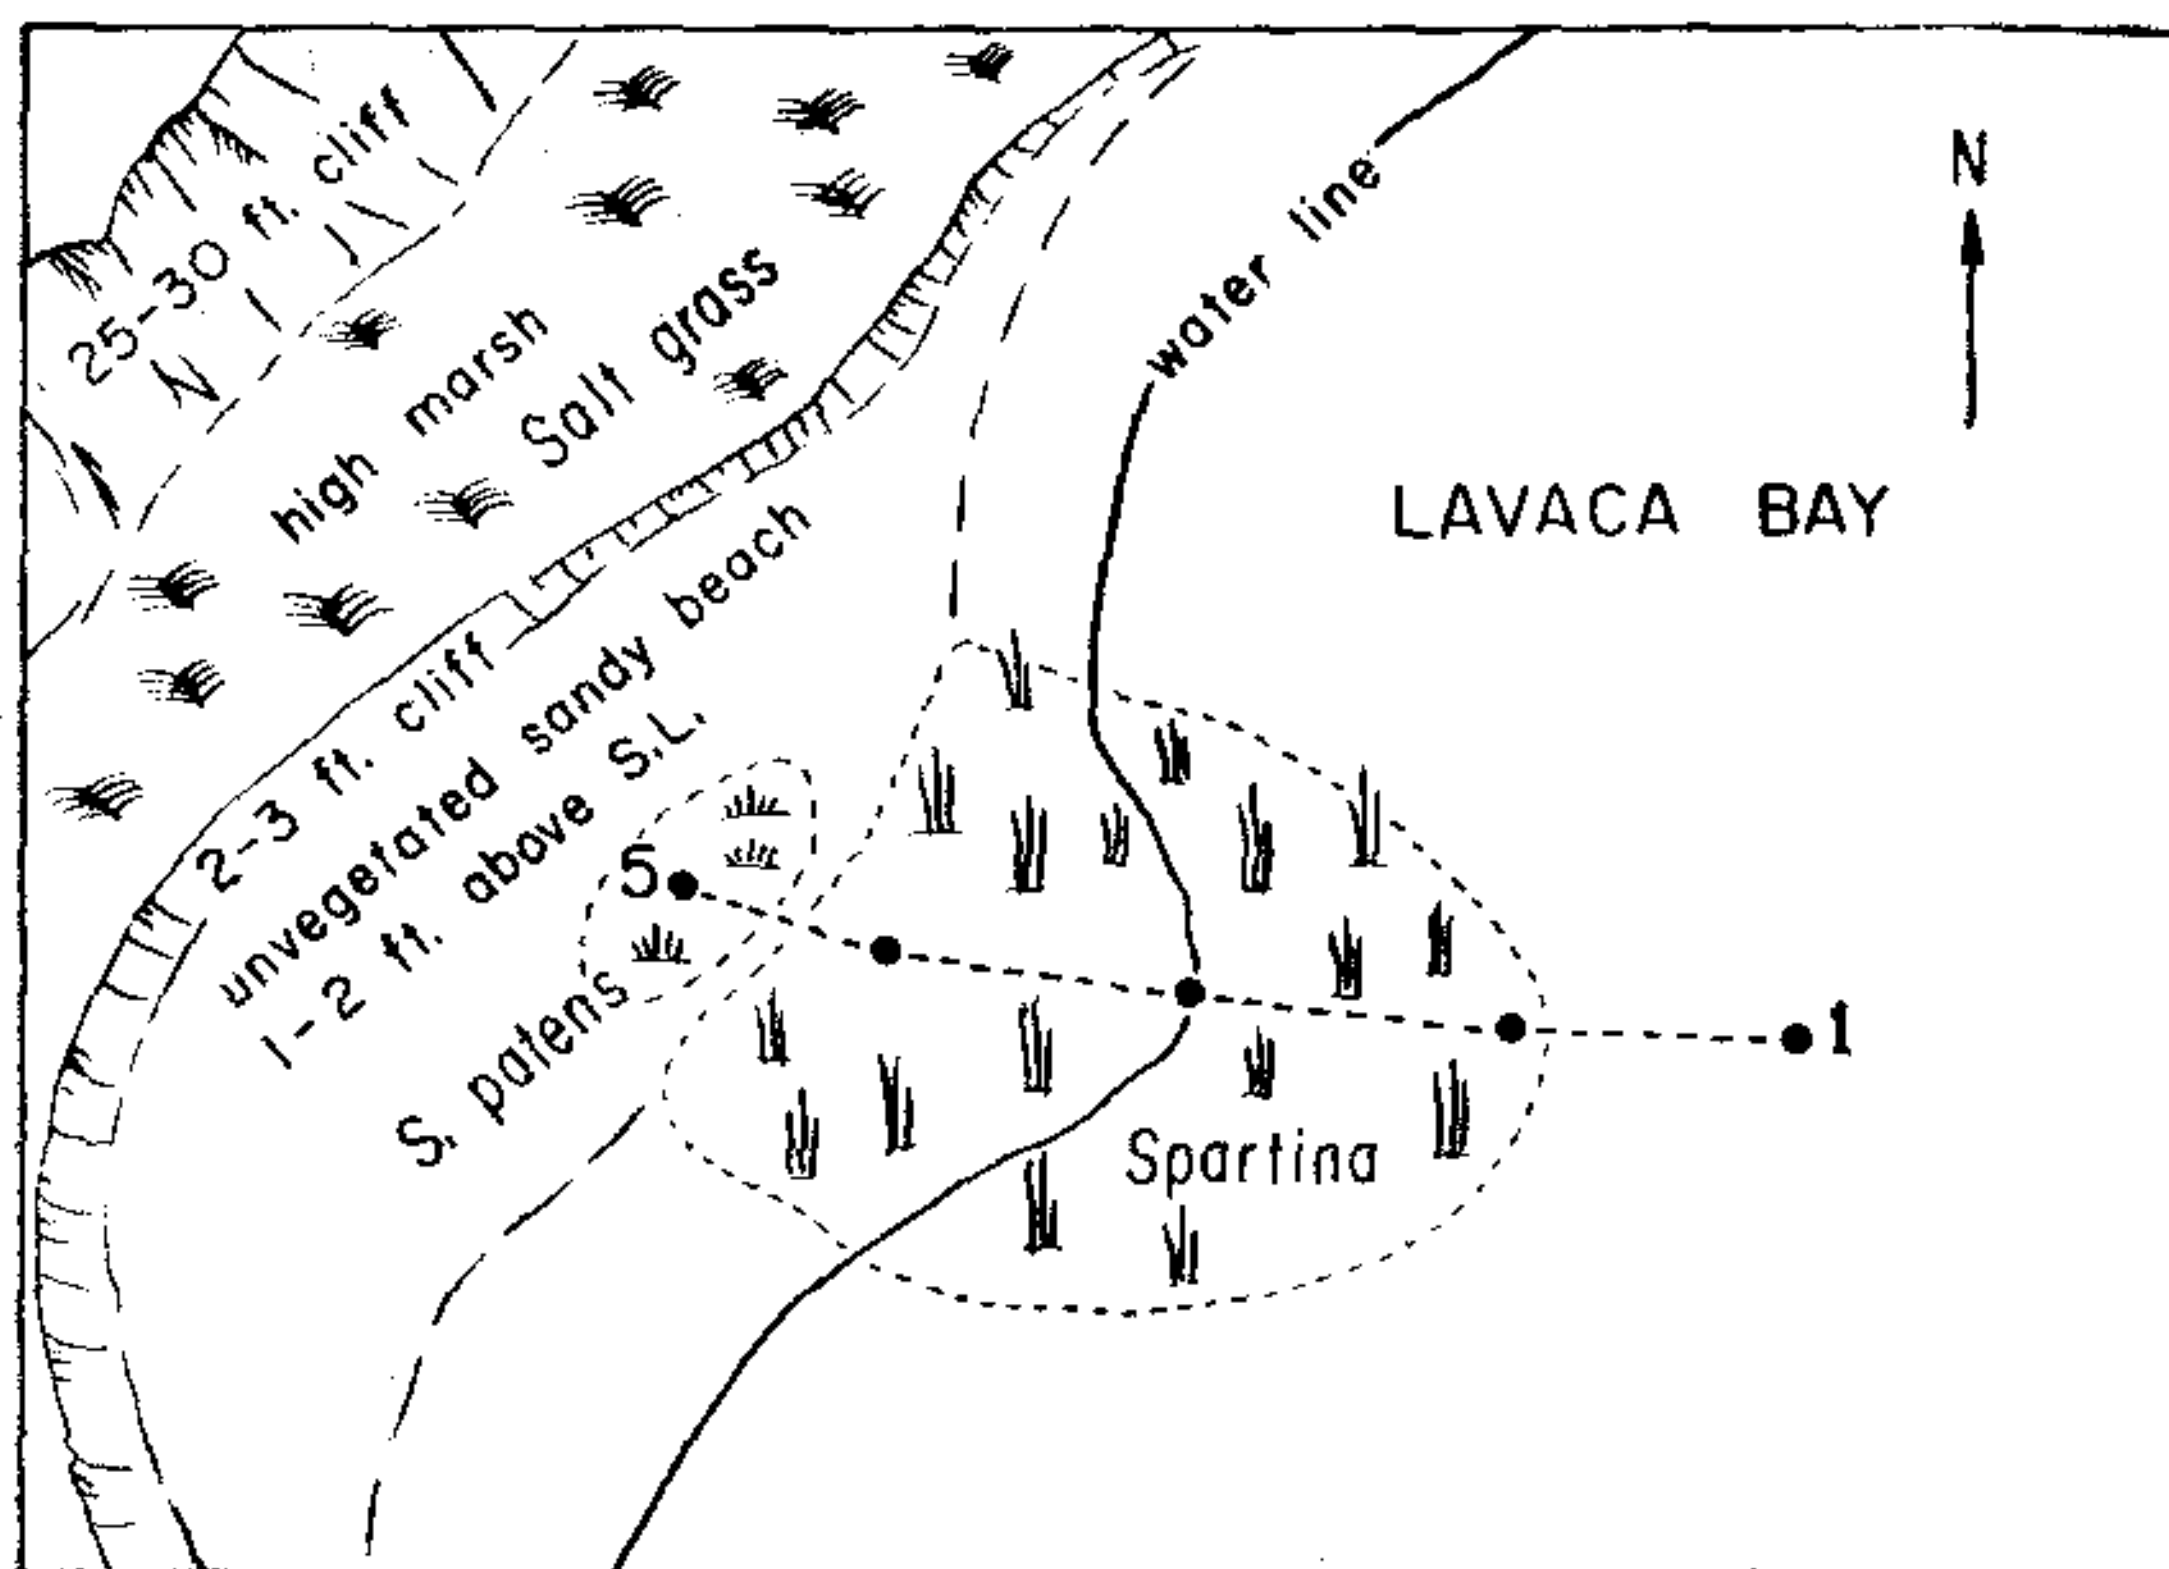 25-30 ft. cliff
high marsh
Salt grass
water line
N
LAVACA BAY
2-3 ft. cliff
unvegetated sandy beach
1-2 ft. above S.L.
S. patens
5
1
Spartina